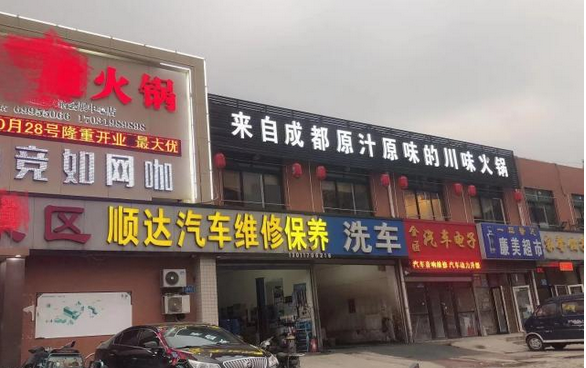 火锅
0月28号隆重开业 最大优
竞如网咖
来自成都原汁原味的川味火锅
区
顺达汽车维修保养
洗车
汽车电子
汽车音响维修 汽车动力升级
廉美超市